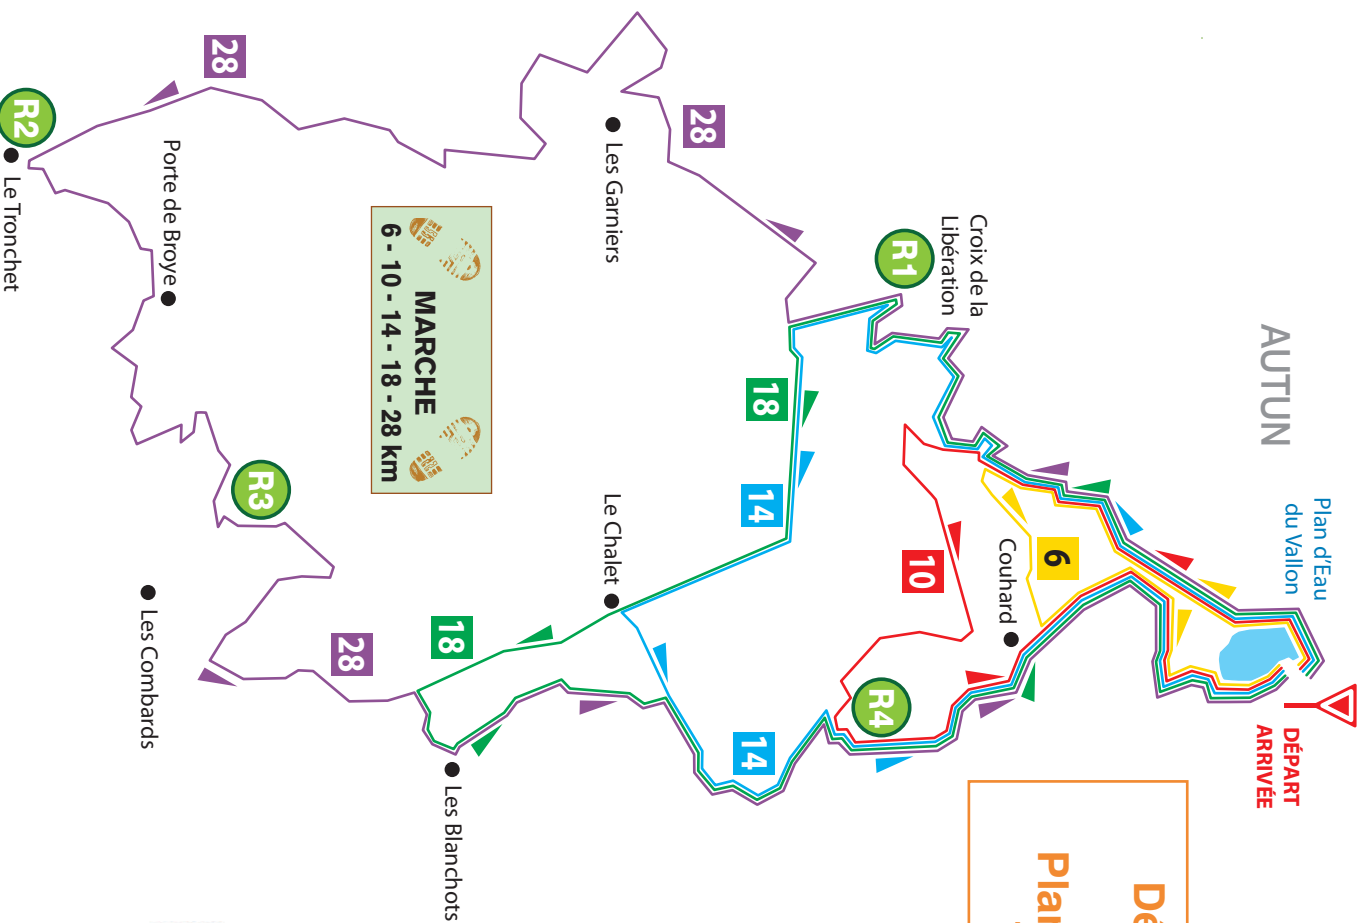 Plan d'Eau
du Vallon
DÉPART
ARRIVÉE
AUTUN
Dé
6
Couhard
Croix de la
Libération
R1
10
R4
18
14
14
28
Les Garniers
Le Chalet
MARCHE
6 - 10 - 14 - 18 - 28 km
18
Les Blanchots
28
R3
28
Porte de Broye
Les Combards
R2
Le Tronchet